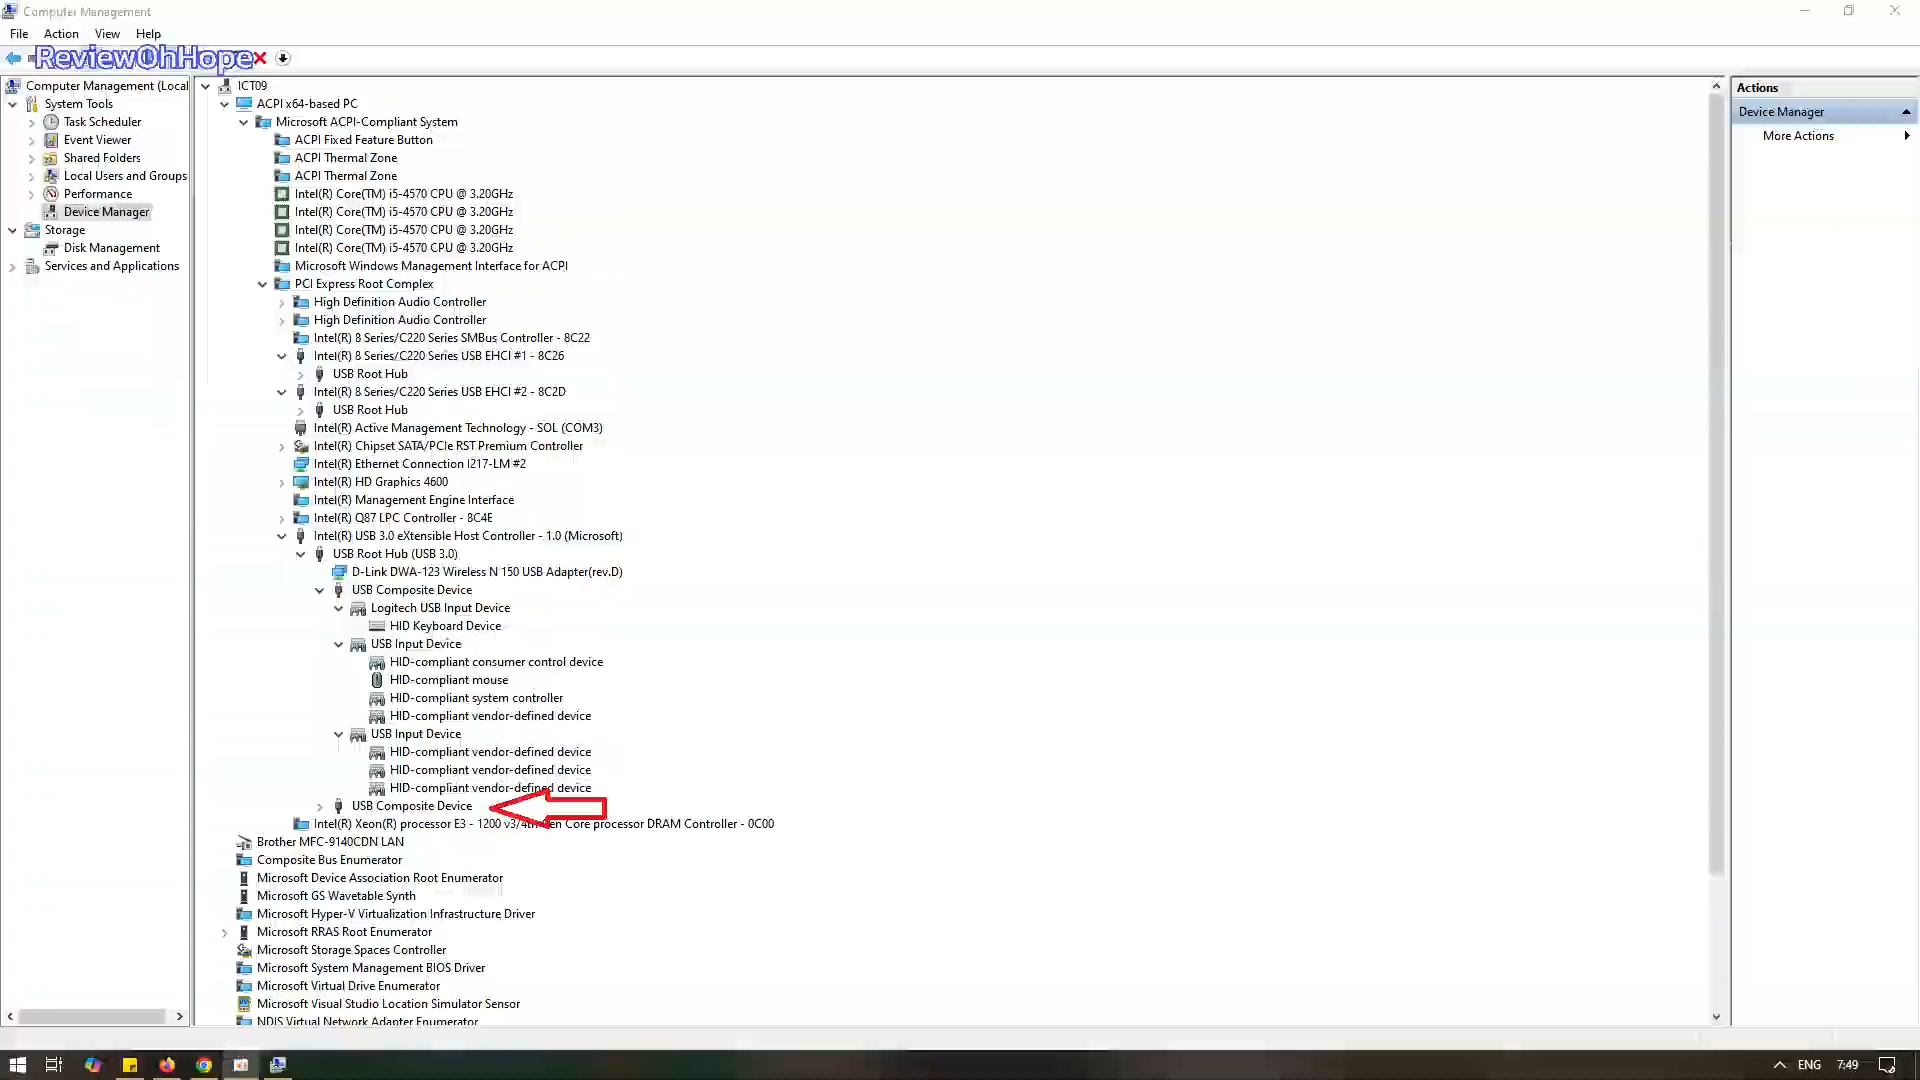 Computer Management
File Action View Help
ReviewOhHope
Computer Management (Local
System Tools
Task Scheduler
Event Viewer
Shared Folders
Local Users and Groups
Performance
Device Manager
Storage
Disk Management
Services and Applications
ICT09
ACPI x64-based PC
Microsoft ACPI-Compliant System
ACPI Fixed Feature Button
ACPI Thermal Zone
ACPI Thermal Zone
Intel(R) Core(TM) i5-4570 CPU @ 3.20GHz
Intel(R) Core(TM) i5-4570 CPU @ 3.20GHz
Intel(R) Core(TM) i5-4570 CPU @ 3.20GHz
Intel(R) Core(TM) i5-4570 CPU @ 3.20GHz
Microsoft Windows Management Interface for ACPI
PCI Express Root Complex
High Definition Audio Controller
High Definition Audio Controller
Intel(R) 8 Series/C220 Series SMBus Controller - 8C22
Intel(R) 8 Series/C220 Series USB EHCI #1 - 8C26
USB Root Hub
Intel(R) 8 Series/C220 Series USB EHCI #2 - 8C2D
USB Root Hub
Intel(R) Active Management Technology - SOL (COM3)
Intel(R) Chipset SATA/PCIe RST Premium Controller
Intel(R) Ethernet Connection I217-LM #2
Intel(R) HD Graphics 4600
Intel(R) Management Engine Interface
Intel(R) Q87 LPC Controller - 8C4E
Intel(R) USB 3.0 eXtensible Host Controller - 1.0 (Microsoft)
USB Root Hub (USB 3.0)
D-Link DWA-123 Wireless N 150 USB Adapter(rev.D)
USB Composite Device
Logitech USB Input Device
HID Keyboard Device
USB Input Device
HID-compliant consumer control device
HID-compliant mouse
HID-compliant system controller
HID-compliant vendor-defined device
USB Input Device
HID-compliant vendor-defined device
HID-compliant vendor-defined device
HID-compliant vendor-defined device
USB Composite Device
Intel(R) Xeon(R) processor E3 - 1200 v3/4th Gen Core processor DRAM Controller - 0C00
Brother MFC-9140CDN LAN
Composite Bus Enumerator
Microsoft Device Association Root Enumerator
Microsoft GS Wavetable Synth
Microsoft Hyper-V Virtualization Infrastructure Driver
Microsoft RRAS Root Enumerator
Microsoft Storage Spaces Controller
Microsoft System Management BIOS Driver
Microsoft Virtual Drive Enumerator
Microsoft Visual Studio Location Simulator Sensor
NDIS Virtual Network Adapter Enumerator
Actions
Device Manager
More Actions
ENG 7:49